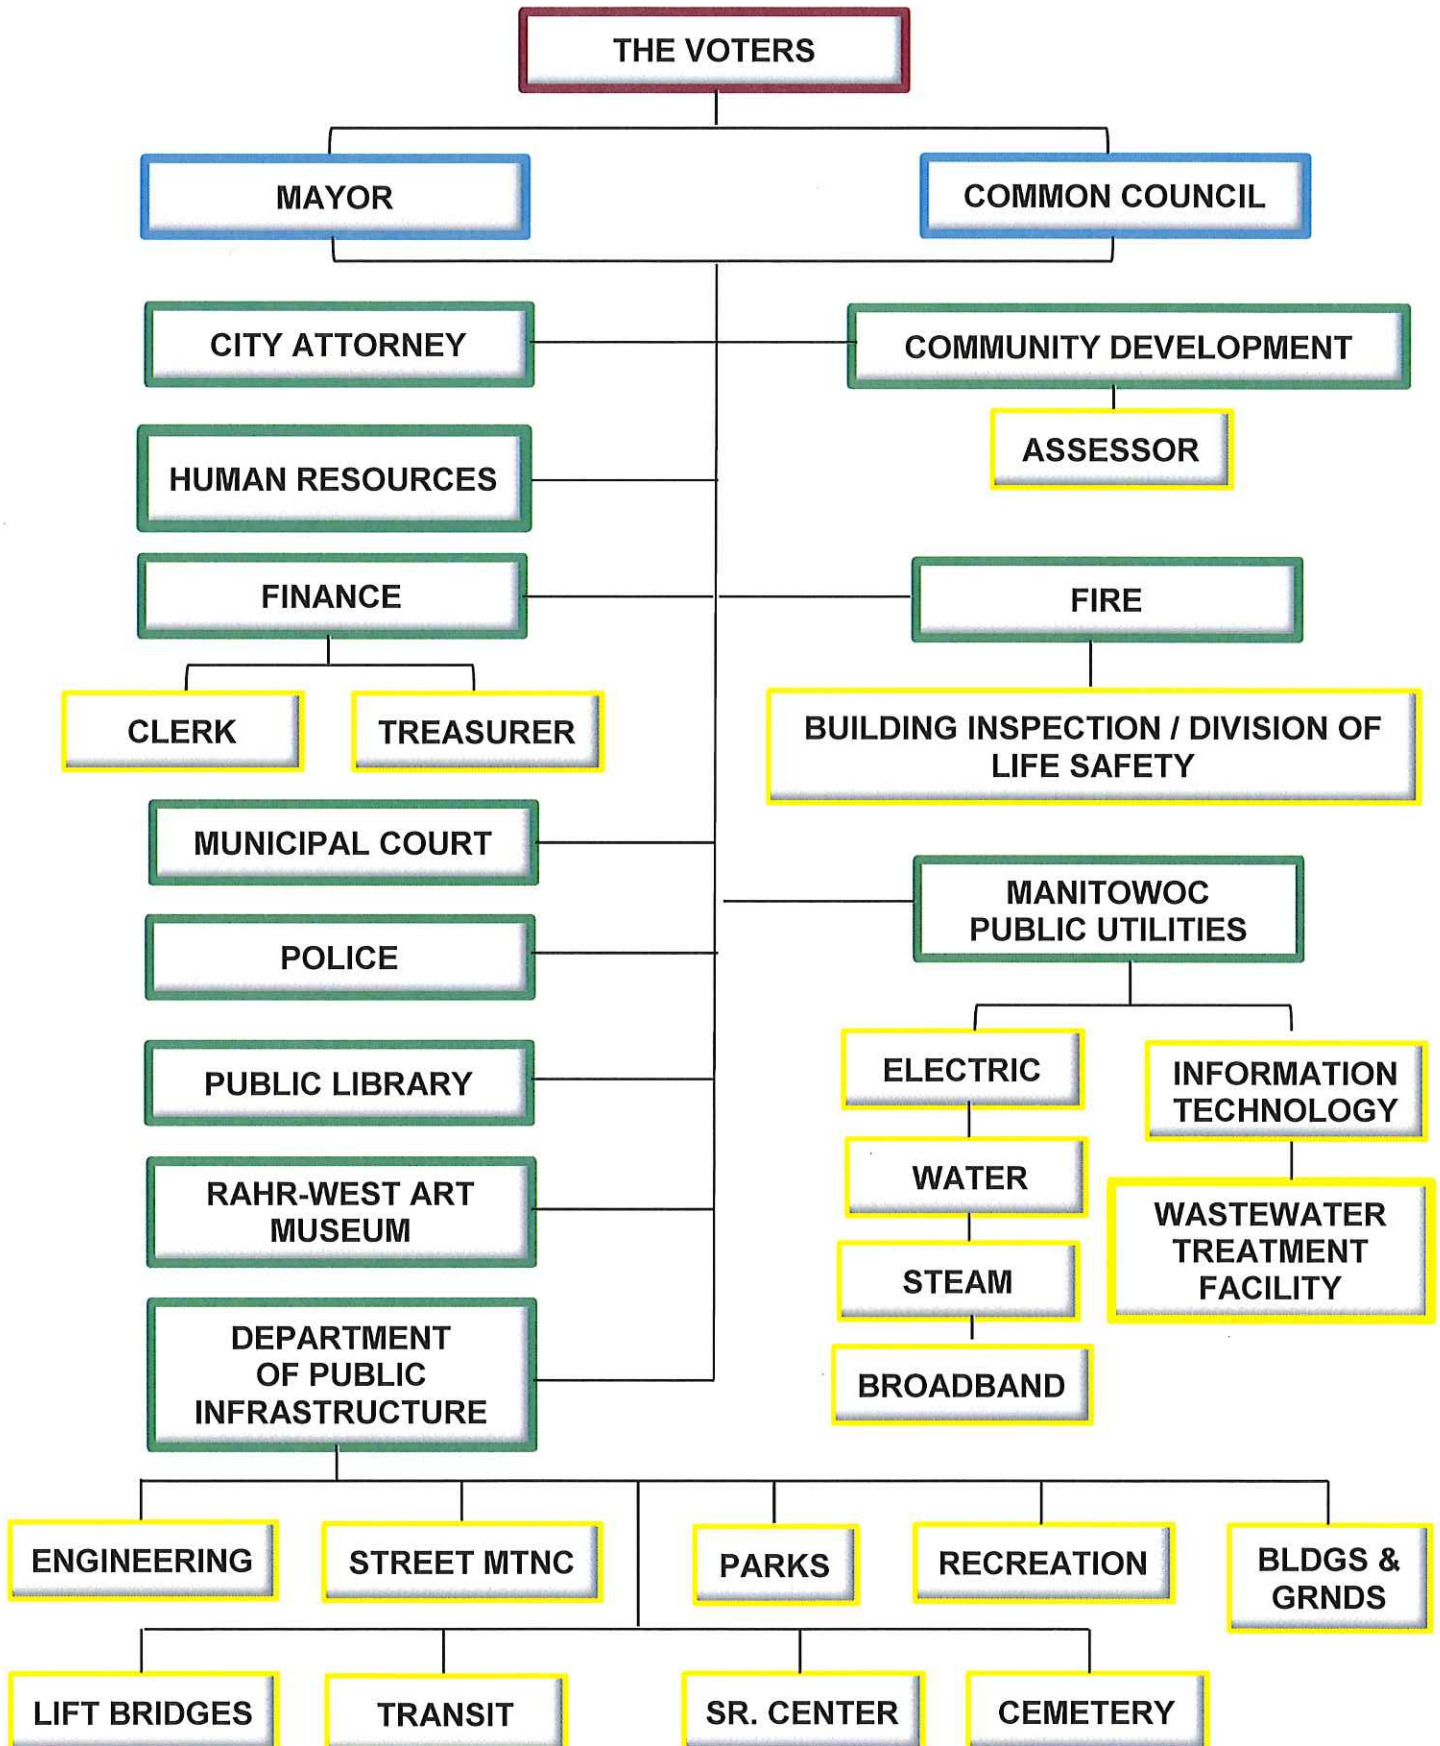 THE VOTERS
MAYOR
COMMON COUNCIL
CITY ATTORNEY
COMMUNITY DEVELOPMENT
ASSESSOR
HUMAN RESOURCES
FINANCE
FIRE
CLERK
TREASURER
BUILDING INSPECTION / DIVISION OF
LIFE SAFETY
MUNICIPAL COURT
MANITOWOC
PUBLIC UTILITIES
POLICE
ELECTRIC
INFORMATION
TECHNOLOGY
PUBLIC LIBRARY
WATER
WASTEWATER
TREATMENT
FACILITY
RAHR-WEST ART
MUSEUM
STEAM
BROADBAND
DEPARTMENT
OF PUBLIC
INFRASTRUCTURE
ENGINEERING
STREET MTNC
PARKS
RECREATION
BLDGS &
GRNDS
LIFT BRIDGES
TRANSIT
SR. CENTER
CEMETERY